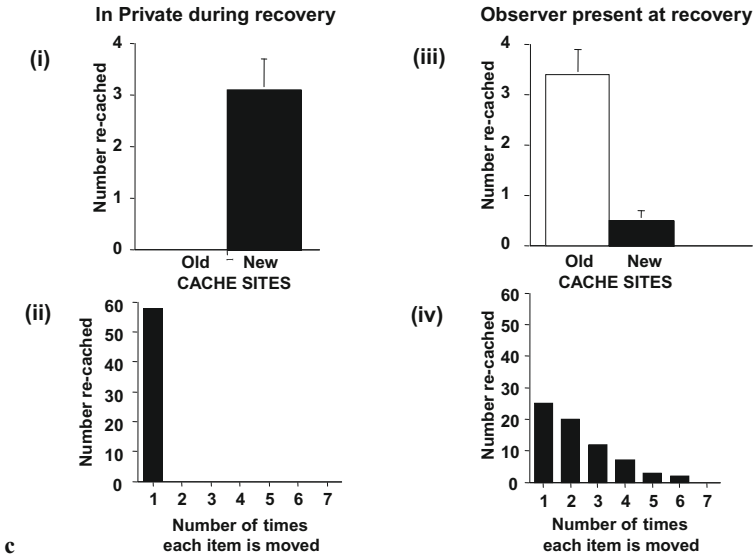 In Private during recovery
(i)
Number re-cached
4
3
2
1
0
Old New
CACHE SITES
(ii)
Number re-cached
60
50
40
30
20
10
00
1 2 3 4 5 6 7
Number of times
each item is moved
Observer present at recovery
(iii)
Number re-cached
4
3
2
1
0
Old New
CACHE SITES
(iv)
Number re-cached
60
50
40
30
20
10
00
1 2 3 4 5 6 7
Number of times
each item is moved
c